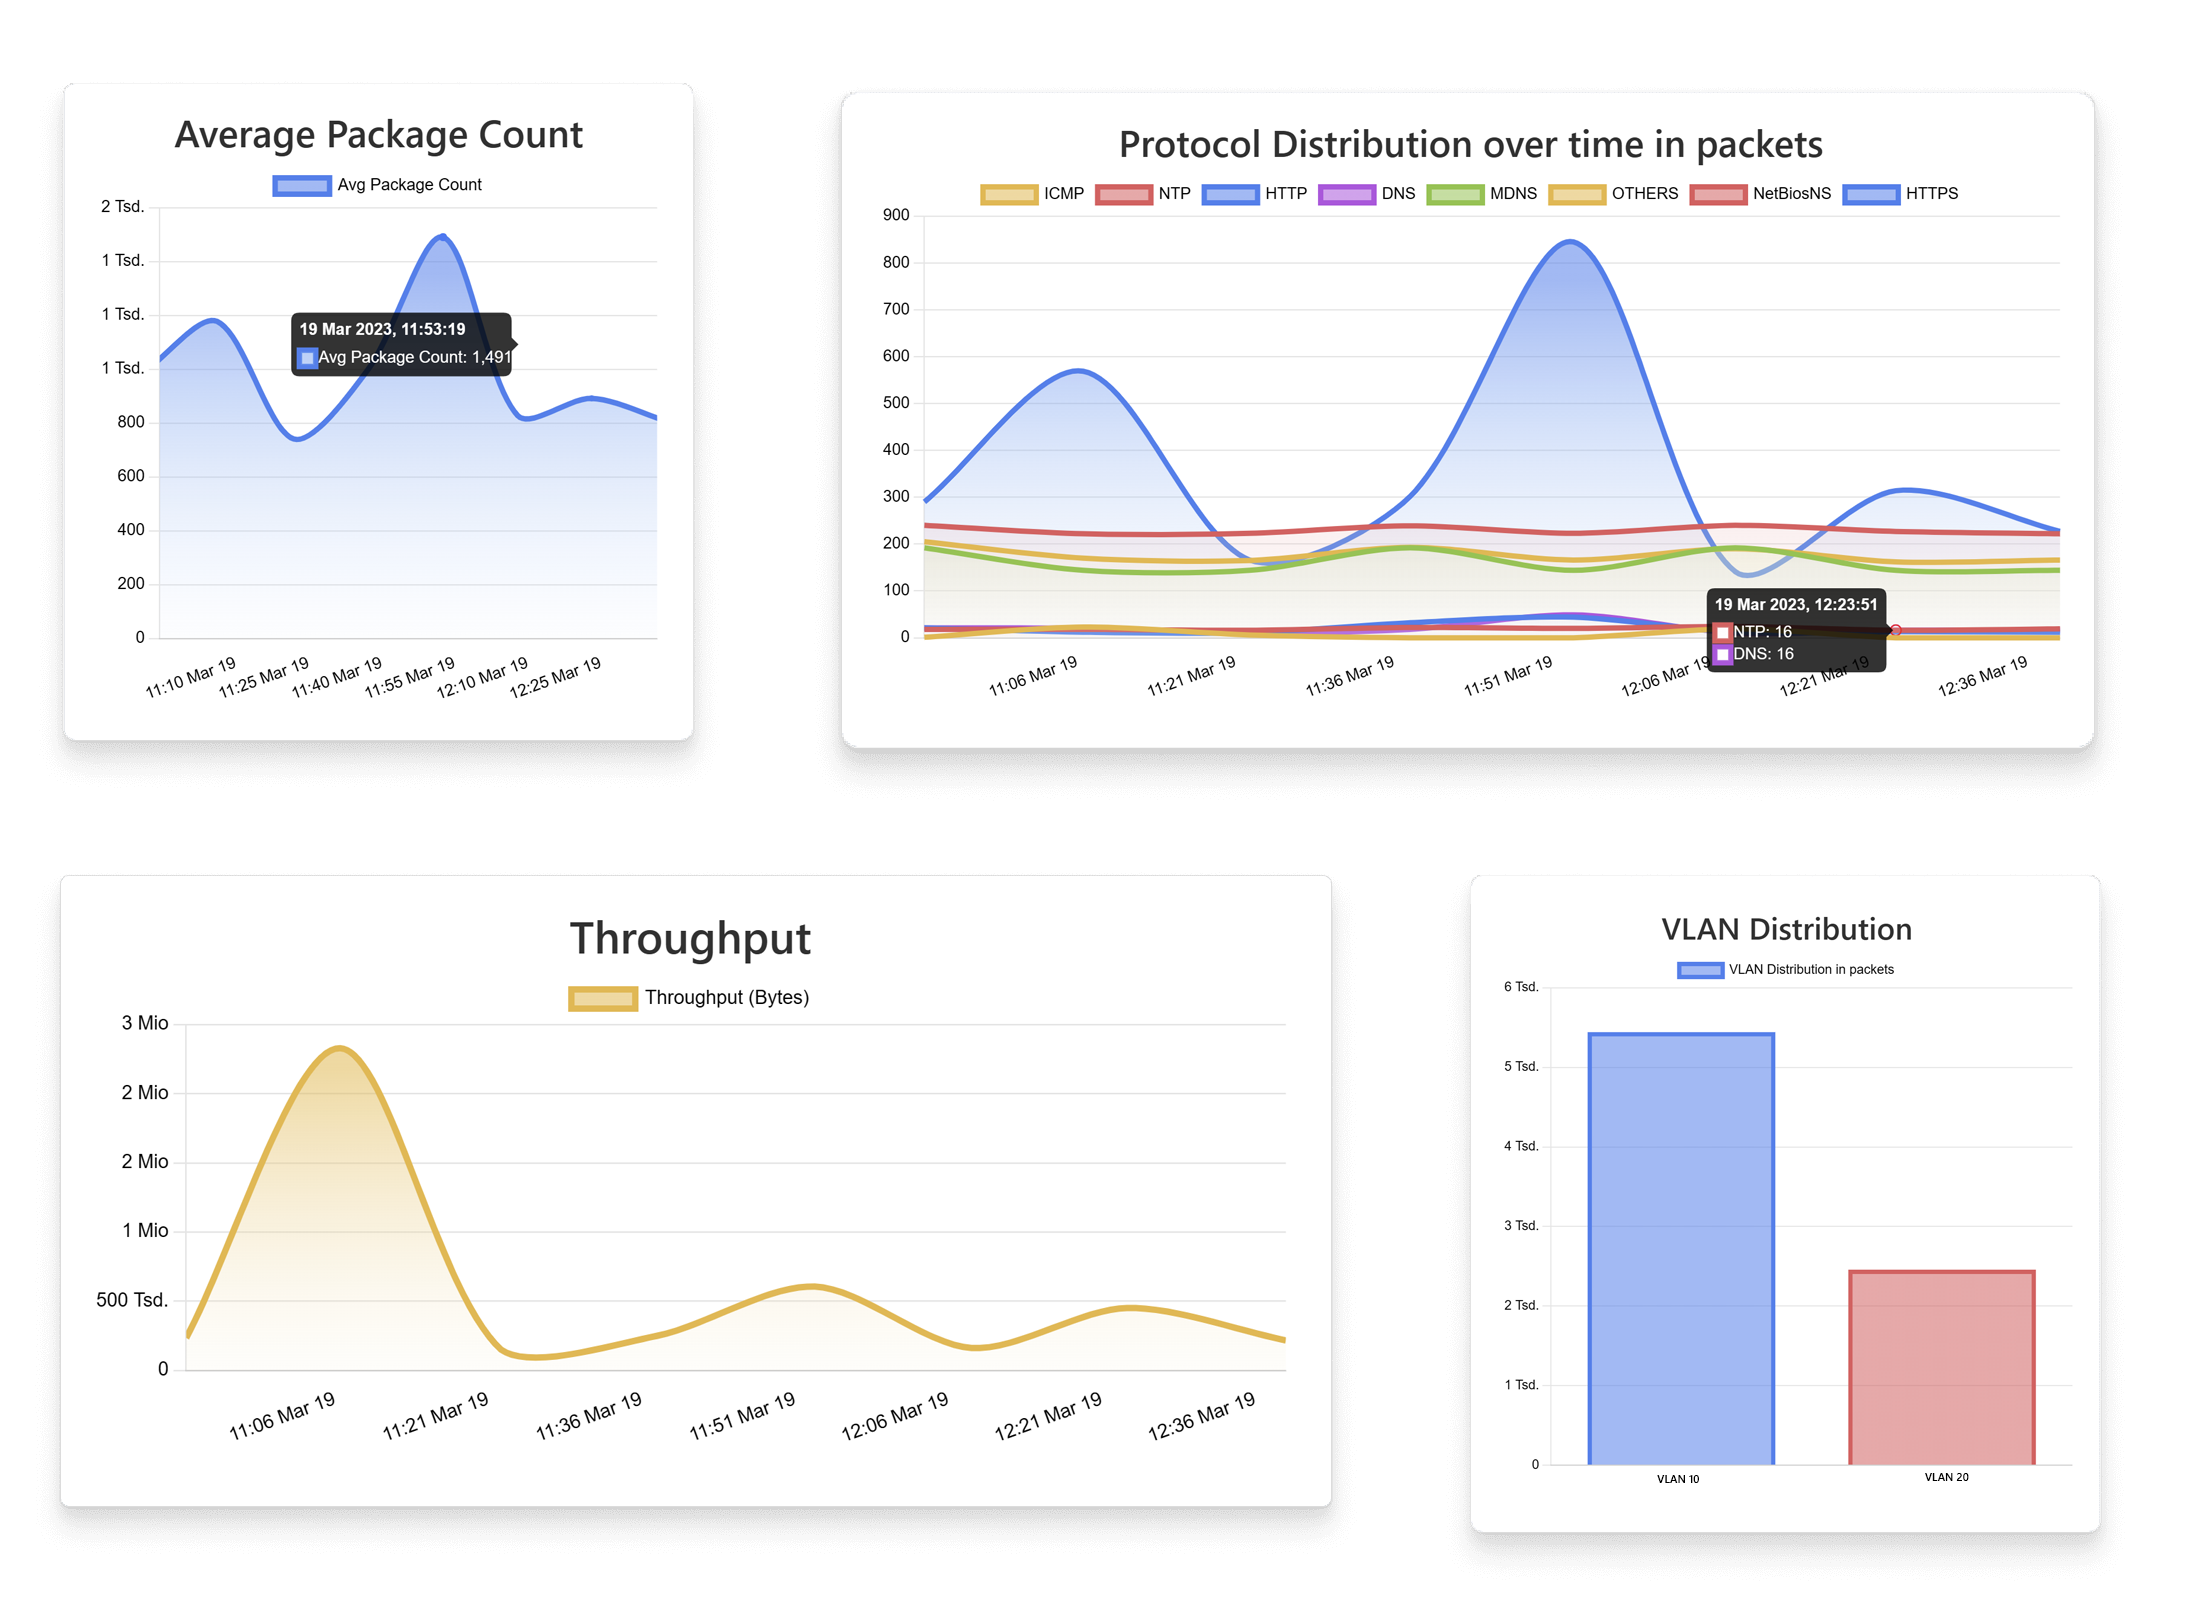 Average Package Count
Avg Package Count
2 Tsd.
1 Tsd.
1 Tsd.
1 Tsd.
800
600
400
200
0
19 Mar 2023, 11:53:19
Avg Package Count: 1,491
11:10 Mar 19
11:25 Mar 19
11:40 Mar 19
11:55 Mar 19
12:10 Mar 19
12:25 Mar 19
Protocol Distribution over time in packets
ICMP NTP HTTP DNS MDNS OTHERS NetBiosNS HTTPS
900
800
700
600
500
400
300
200
100
0
19 Mar 2023, 12:23:51
NTP: 16
DNS: 16
11:06 Mar 19
11:21 Mar 19
11:36 Mar 19
11:51 Mar 19
12:06 Mar 19
12:21 Mar 19
12:36 Mar 19
Throughput
Throughput (Bytes)
3 Mio
2 Mio
2 Mio
1 Mio
500 Tsd.
0
11:06 Mar 19
11:21 Mar 19
11:36 Mar 19
11:51 Mar 19
12:06 Mar 19
12:21 Mar 19
12:36 Mar 19
VLAN Distribution
VLAN Distribution in packets
6 Tsd.
5 Tsd.
4 Tsd.
3 Tsd.
2 Tsd.
1 Tsd.
0
VLAN 10
VLAN 20